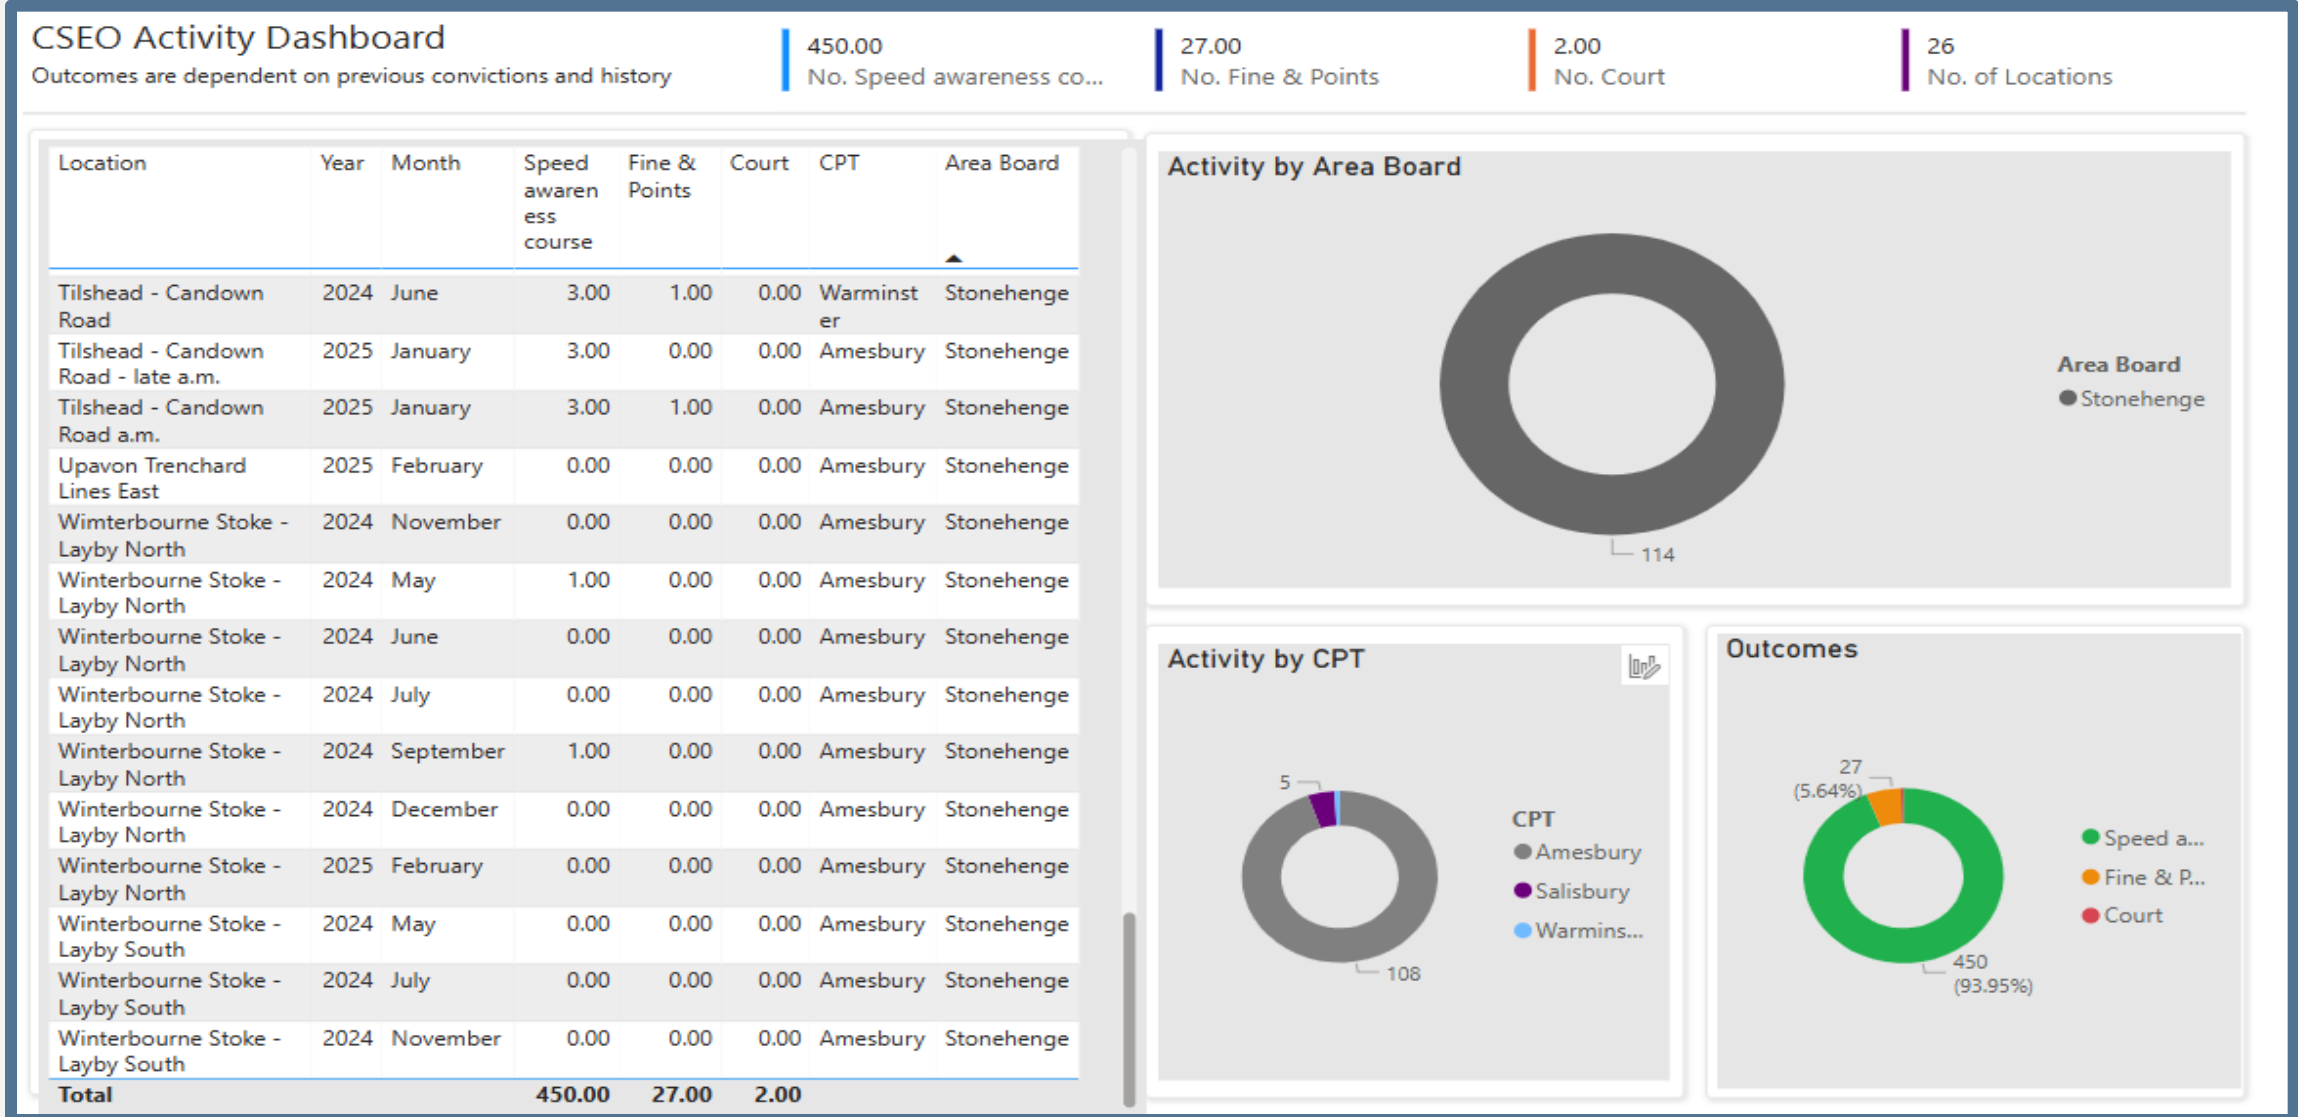 CSEO Activity Dashboard
Outcomes are dependent on previous convictions and history
450.00
No. Speed awareness co...
27.00
No. Fine & Points
2.00
No. Court
26
No. of Locations
Location Year Month Speed awaren ess course Fine & Points Court CPT Area Board
Tilshead - Candown Road 2024 June 3.00 1.00 0.00 Warminst er Stonehenge
Tilshead - Candown Road - late a.m. 2025 January 3.00 0.00 0.00 Amesbury Stonehenge
Tilshead - Candown Road a.m. 2025 January 3.00 1.00 0.00 Amesbury Stonehenge
Upavon Trenchard Lines East 2025 February 0.00 0.00 0.00 Amesbury Stonehenge
Wimterbourne Stoke - Layby North 2024 November 0.00 0.00 0.00 Amesbury Stonehenge
Winterbourne Stoke - Layby North 2024 May 1.00 0.00 0.00 Amesbury Stonehenge
Winterbourne Stoke - Layby North 2024 June 0.00 0.00 0.00 Amesbury Stonehenge
Winterbourne Stoke - Layby North 2024 July 0.00 0.00 0.00 Amesbury Stonehenge
Winterbourne Stoke - Layby North 2024 September 1.00 0.00 0.00 Amesbury Stonehenge
Winterbourne Stoke - Layby North 2024 December 0.00 0.00 0.00 Amesbury Stonehenge
Winterbourne Stoke - Layby North 2025 February 0.00 0.00 0.00 Amesbury Stonehenge
Winterbourne Stoke - Layby South 2024 May 0.00 0.00 0.00 Amesbury Stonehenge
Winterbourne Stoke - Layby South 2024 July 0.00 0.00 0.00 Amesbury Stonehenge
Winterbourne Stoke - Layby South 2024 November 0.00 0.00 0.00 Amesbury Stonehenge
Total 450.00 27.00 2.00
Activity by Area Board
114
Area Board
Stonehenge
Activity by CPT
5
108
CPT
Amesbury
Salisbury
Warmins...
Outcomes
27
(5.64%)
450
(93.95%)
Speed a...
Fine & P...
Court